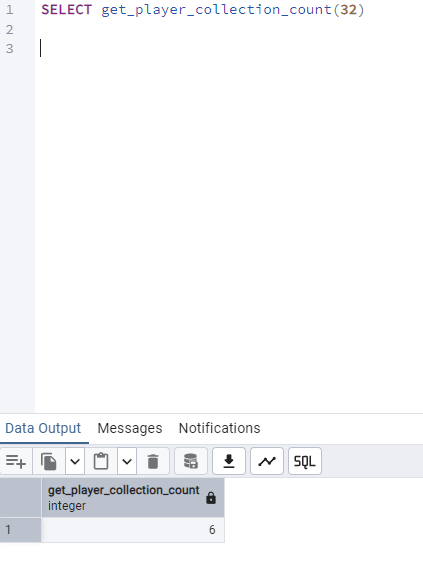 1 SELECT get_player_collection_count(32)
2
3
Data Output Messages Notifications
SQL
get_player_collection_count
integer
1 6